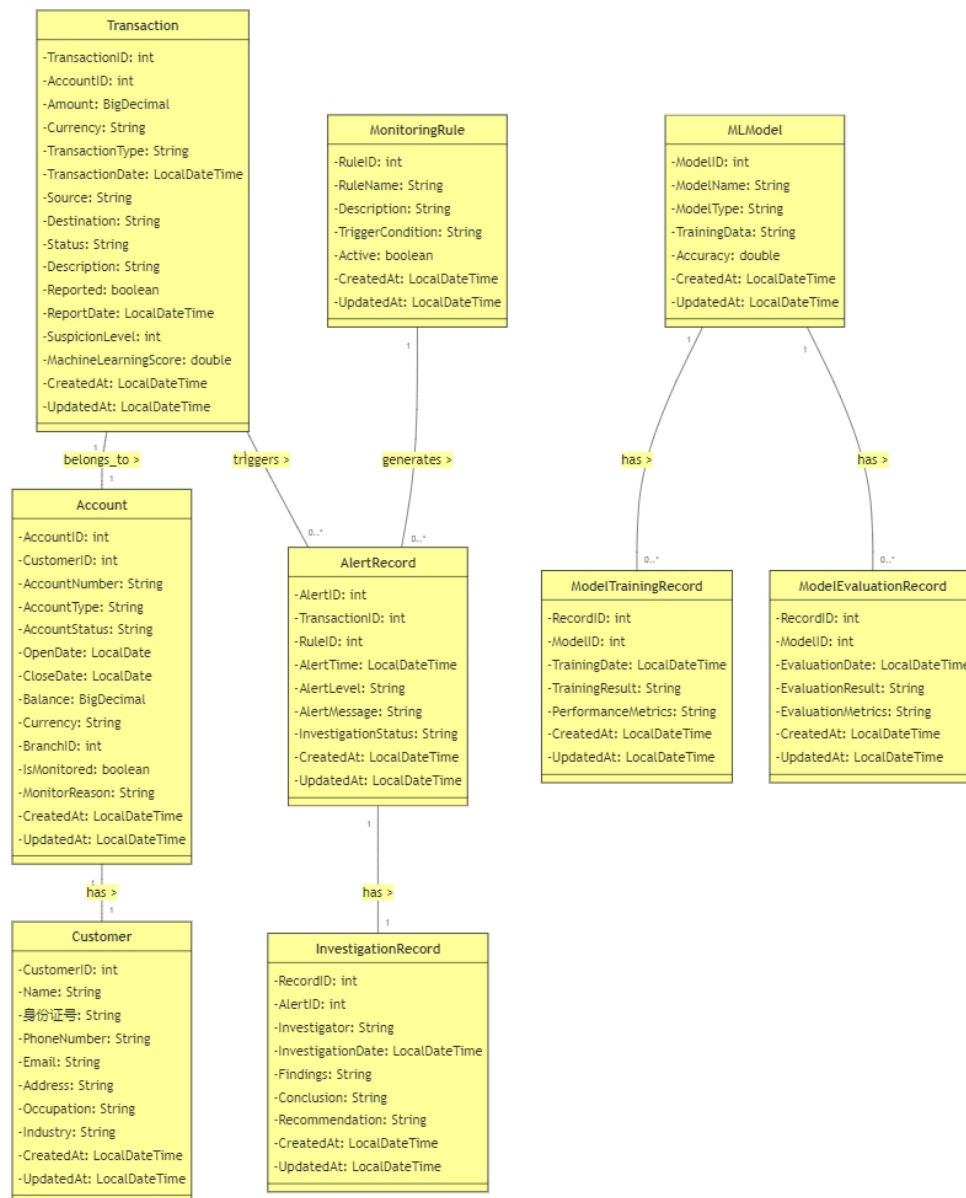 Transaction
-TransactionID: int
-AccountID: int
-Amount: BigDecimal
-Currency: String
-TransactionType: String
-TransactionDate: LocalDateTime
-Source: String
-Destination: String
-Status: String
-Description: String
-Reported: boolean
-ReportDate: LocalDateTime
-SuspicionLevel: int
-MachineLearningScore: double
-CreatedAt: LocalDateTime
-UpdatedAt: LocalDateTime
MonitoringRule
-RuleID: int
-RuleName: String
-Description: String
-TriggerCondition: String
-Active: boolean
-CreatedAt: LocalDateTime
-UpdatedAt: LocalDateTime
MLModel
-ModelID: int
-ModelName: String
-ModelType: String
-TrainingData: String
-Accuracy: double
-CreatedAt: LocalDateTime
-UpdatedAt: LocalDateTime
1
belongs_to >
1
1
triggers >
0..*
1
generates >
0..*
1
has >
0..*
1
has >
0..*
Account
-AccountID: int
-CustomerID: int
-AccountNumber: String
-AccountType: String
-AccountStatus: String
-OpenDate: LocalDate
-CloseDate: LocalDate
-Balance: BigDecimal
-Currency: String
-BranchID: int
-IsMonitored: boolean
-MonitorReason: String
-CreatedAt: LocalDateTime
-UpdatedAt: LocalDateTime
AlertRecord
-AlertID: int
-TransactionID: int
-RuleID: int
-AlertTime: LocalDateTime
-AlertLevel: String
-AlertMessage: String
-InvestigationStatus: String
-CreatedAt: LocalDateTime
-UpdatedAt: LocalDateTime
ModelTrainingRecord
-RecordID: int
-ModelID: int
-TrainingDate: LocalDateTime
-TrainingResult: String
-PerformanceMetrics: String
-CreatedAt: LocalDateTime
-UpdatedAt: LocalDateTime
ModelEvaluationRecord
-RecordID: int
-ModelID: int
-EvaluationDate: LocalDateTime
-EvaluationResult: String
-EvaluationMetrics: String
-CreatedAt: LocalDateTime
-UpdatedAt: LocalDateTime
1
has >
1
1
has >
1
Customer
-CustomerID: int
-Name: String
-身份证号: String
-PhoneNumber: String
-Email: String
-Address: String
-Occupation: String
-Industry: String
-CreatedAt: LocalDateTime
-UpdatedAt: LocalDateTime
InvestigationRecord
-RecordID: int
-AlertID: int
-Investigator: String
-InvestigationDate: LocalDateTime
-Findings: String
-Conclusion: String
-Recommendation: String
-CreatedAt: LocalDateTime
-UpdatedAt: LocalDateTime